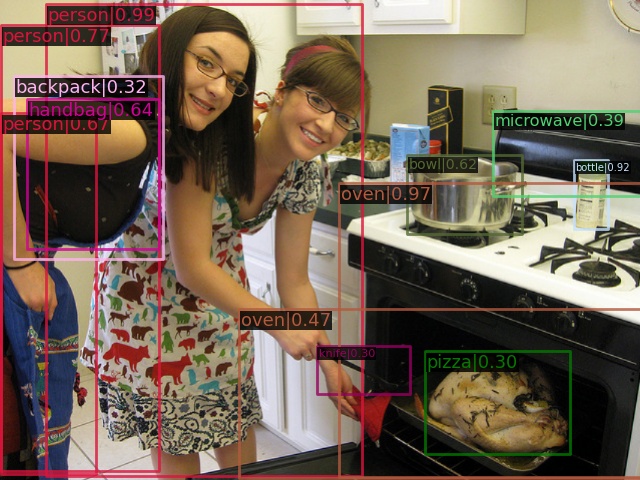 person|0.99
person|0.77
backpack|0.32
handbag|0.64
person|0.67
microwave|0.39
bowl|0.62
bottle|0.92
oven|0.97
oven|0.47
knife|0.30
pizza|0.30